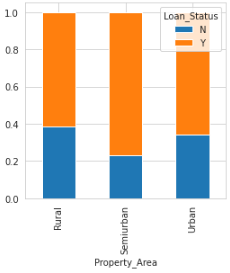 1.0
0.8
0.6
0.4
0.2
0.0
Loan_Status
N
Y
Rural
Semiurban
Urban
Property_Area